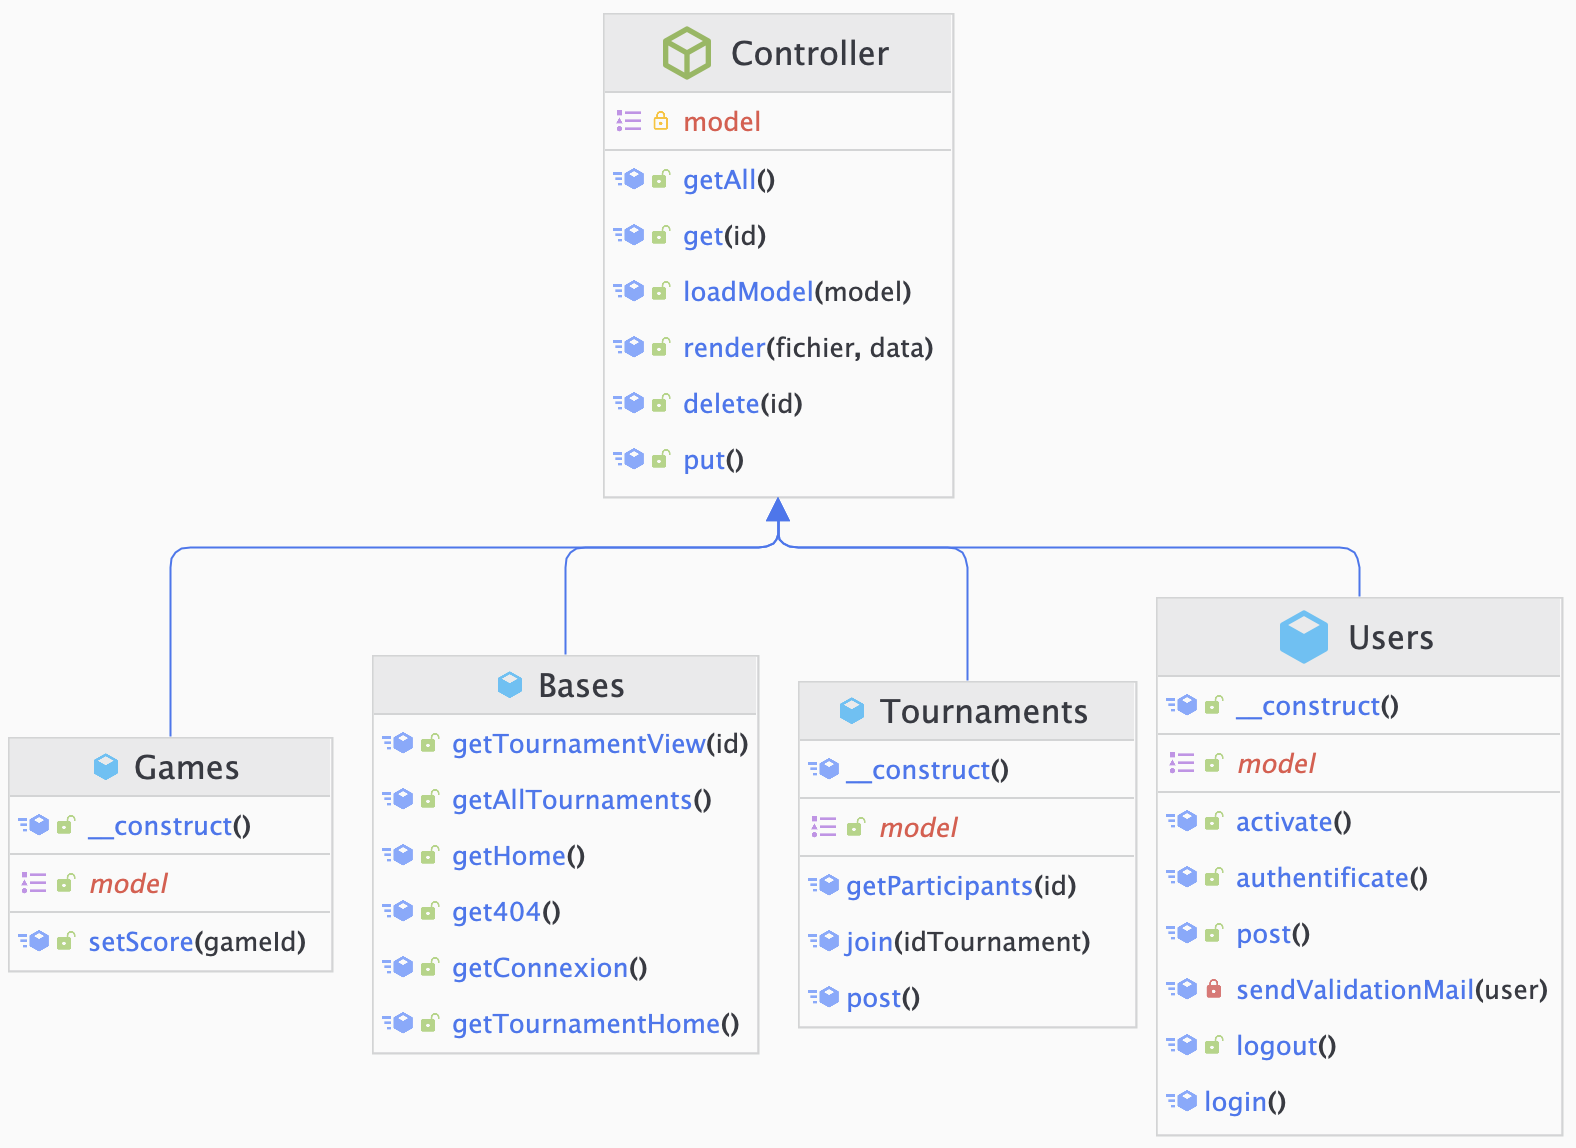 Controller
model
getAll()
get(id)
loadModel(model)
render(fichier, data)
delete(id)
put()
Games
__construct()
model
setScore(gameId)
Bases
getTournamentView(id)
getAllTournaments()
getHome()
get404()
getConnexion()
getTournamentHome()
Tournaments
__construct()
model
getParticipants(id)
join(idTournament)
post()
Users
__construct()
model
activate()
authentificate()
post()
sendValidationMail(user)
logout()
login()